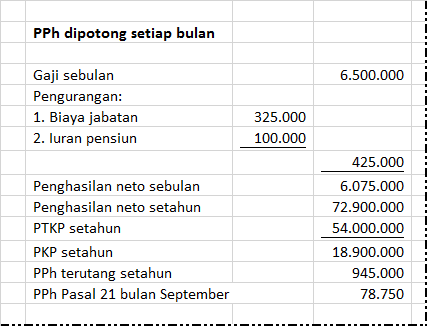 PPh dipotong setiap bulan
Gaji sebulan 6.500.000
Pengurangan:
1. Biaya jabatan 325.000
2. Iuran pensiun 100.000
425.000
Penghasilan neto sebulan 6.075.000
Penghasilan neto setahun 72.900.000
PTKP setahun 54.000.000
PKP setahun 18.900.000
PPh terutang setahun 945.000
PPh Pasal 21 bulan September 78.750